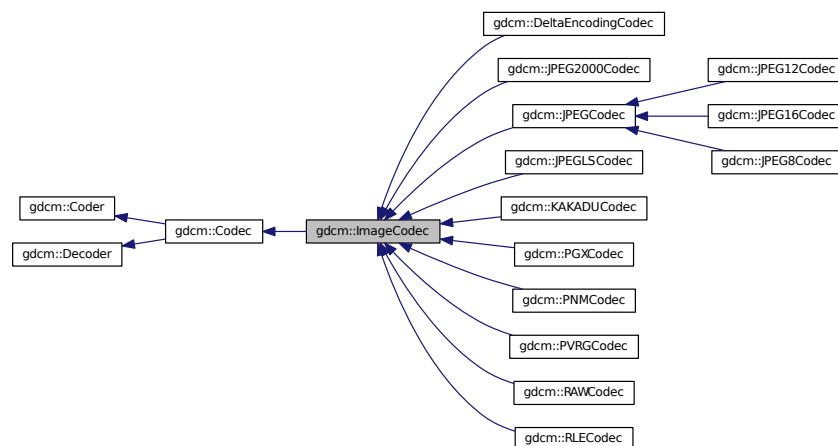 gdcm::DeltaEncodingCodec
gdcm::JPEG2000Codec
gdcm::JPEG12Codec
gdcm::JPEGCodec
gdcm::JPEG16Codec
gdcm::JPEGLSCodec
gdcm::JPEG8Codec
gdcm::Coder
gdcm::KAKADUCodec
gdcm::Codec
gdcm::ImageCodec
gdcm::Decoder
gdcm::PGXCodec
gdcm::PNMCodec
gdcm::PVRGCodec
gdcm::RAWCodec
gdcm::RLECodec